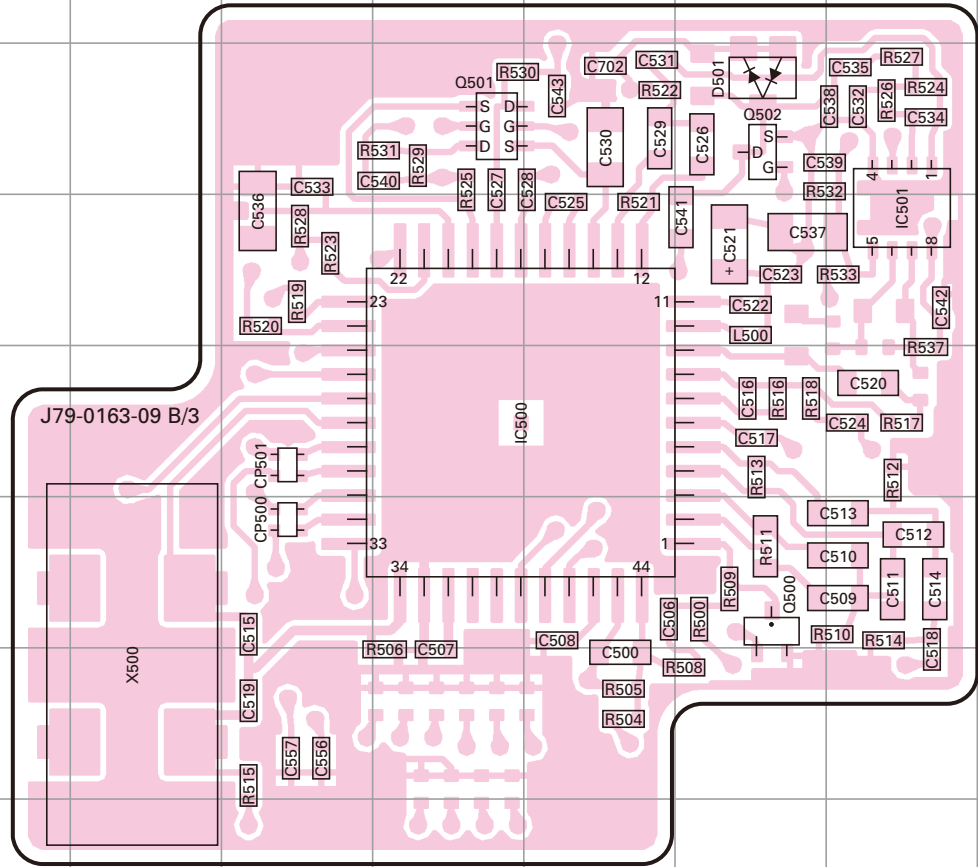 R530
C702
C531
D501
C535
R527
Q501
C543
R522
C538
C532
R526
R524
S D
G G
D S
C530
C529
C526
Q502
S
D
G
C534
R531
R529
C540
C539
4
1
R532
IC501
5
8
C536
C533
R525
C527
C528
C525
R521
C541
+ C521
C537
R528
R523
C523
R533
22
12
R519
R520
23
11
C522
C542
L500
R537
J79-0163-09 B/3
IC500
C516
R516
R518
C520
C524
R517
C517
CP501
R513
R512
CP500
C513
C512
33
1
R511
C510
34
44
R509
Q500
C509
C511
C514
C515
C506
R500
R510
R514
C518
X500
R506
C507
C508
C500
R508
C519
R505
R504
C557
C556
R515